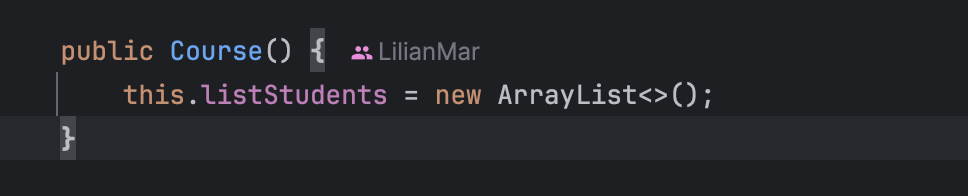 public Course() { LilianMar
this.listStudents = new ArrayList<>();
}